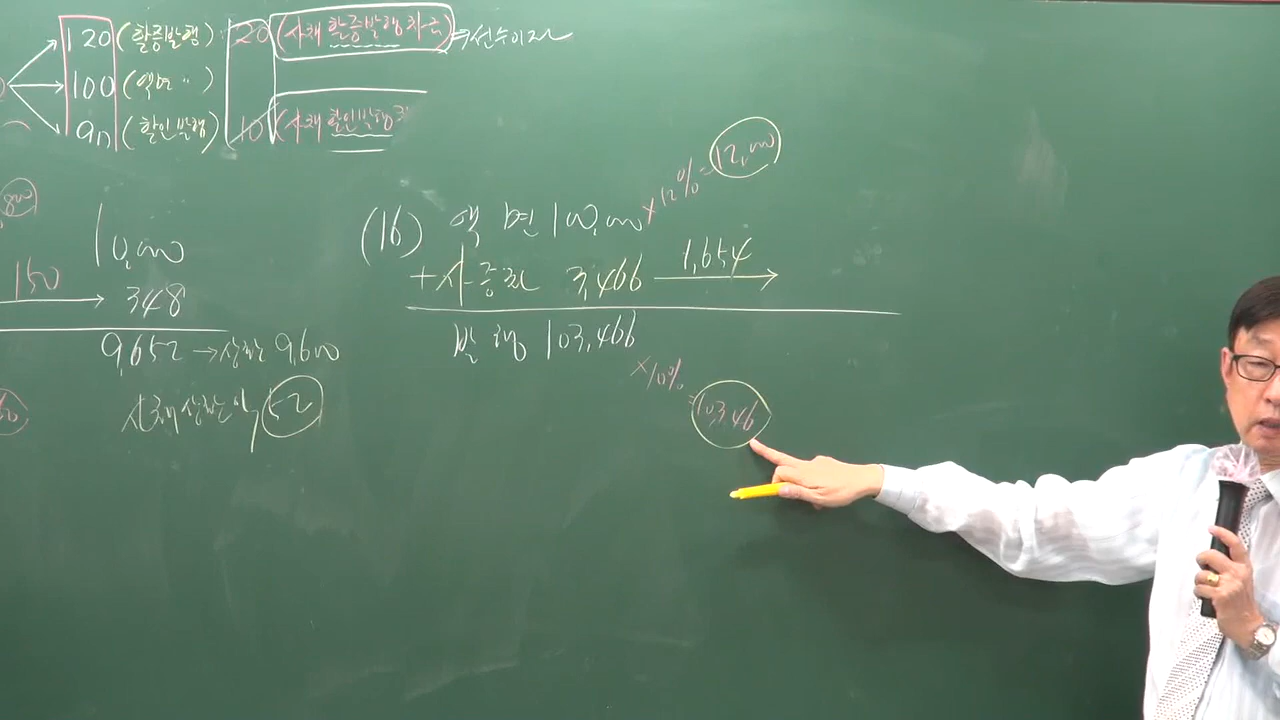 120 (할증발행) 20 (사채 할증발행차금) ⇒ 선수이자
100 (액면 〃)
90 (할인발행) 10 (사채 할인발행
800
10,000
150 → 348
9,652 → 상환 9,600
사채상환이익 52
(16) 액면 100,000 × 12% = 12,000
+ 사·증차 3,466 1,654 →
발행 103,466
× 10% = 10,346